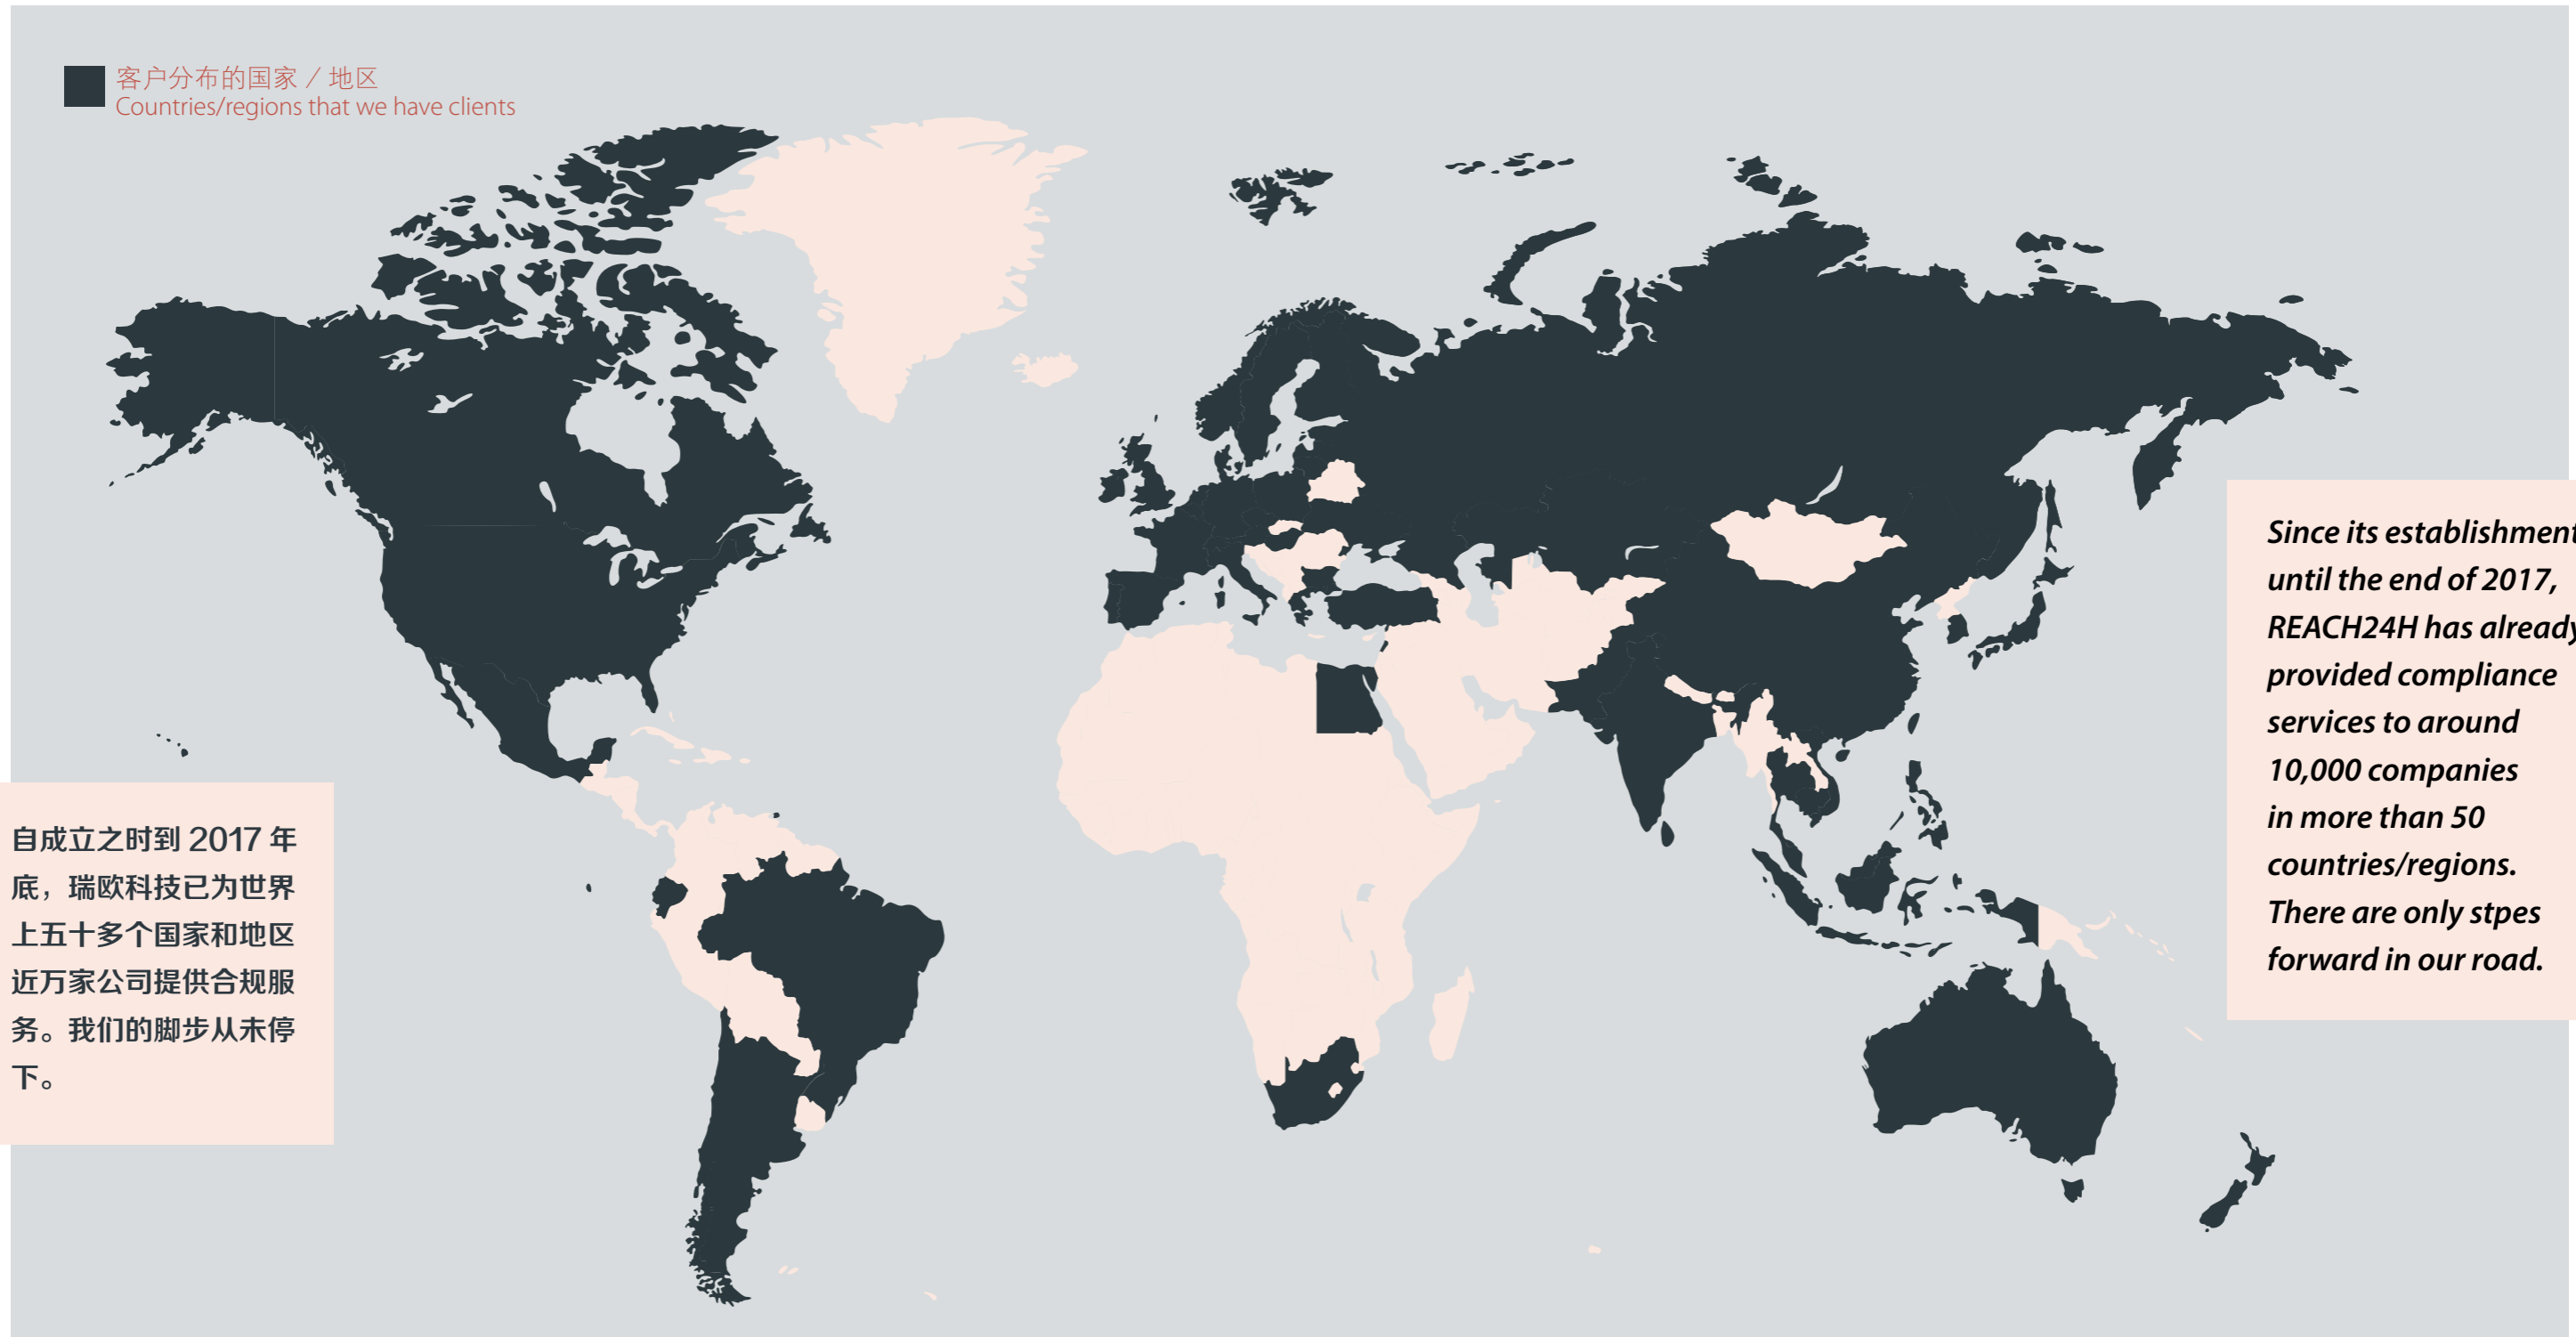 客户分布的国家 / 地区
Countries/regions that we have clients
自成立之时到 2017 年
底，瑞欧科技已为世界
上五十多个国家和地区
近万家公司提供合规服
务。我们的脚步从未停
下。
Since its establishment
until the end of 2017,
REACH24H has already
provided compliance
services to around
10,000 companies
in more than 50
countries/regions.
There are only stpes
forward in our road.